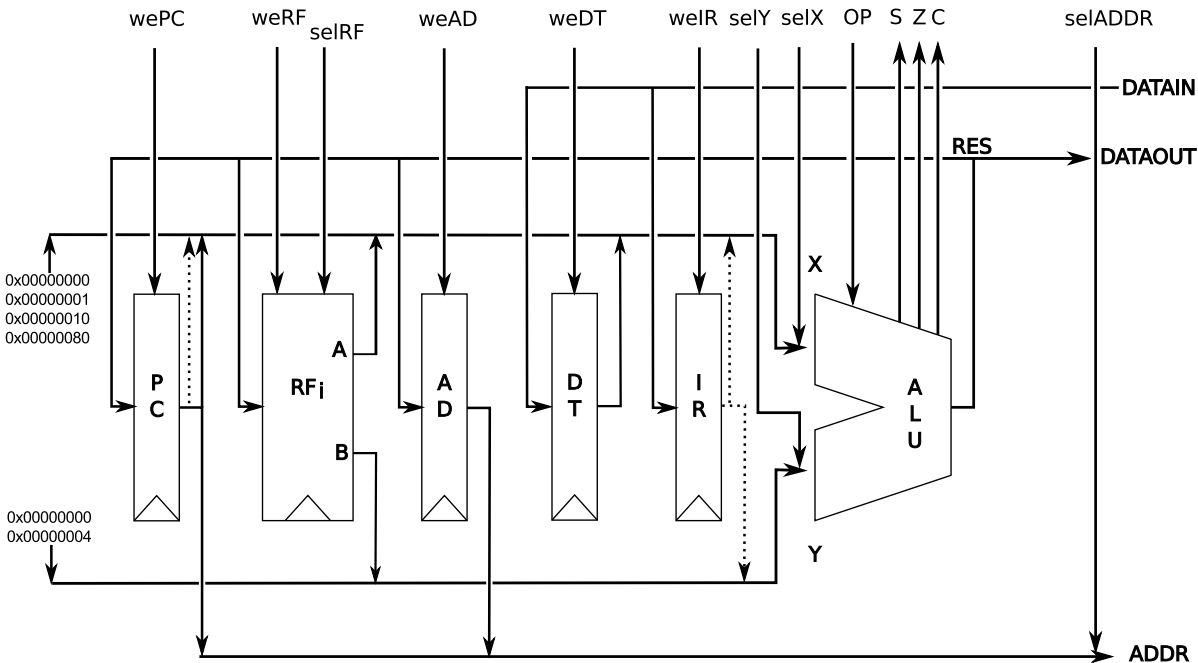 wePC weRF selRF weAD weDT weIR selY selX OP S Z C selADDR
DATAIN
RES
DATAOUT
X
0x00000000
0x00000001
0x00000010
0x00000080
A
P
C
RFi
A
D
D
T
I
R
A
L
U
B
0x00000000
0x00000004
Y
ADDR